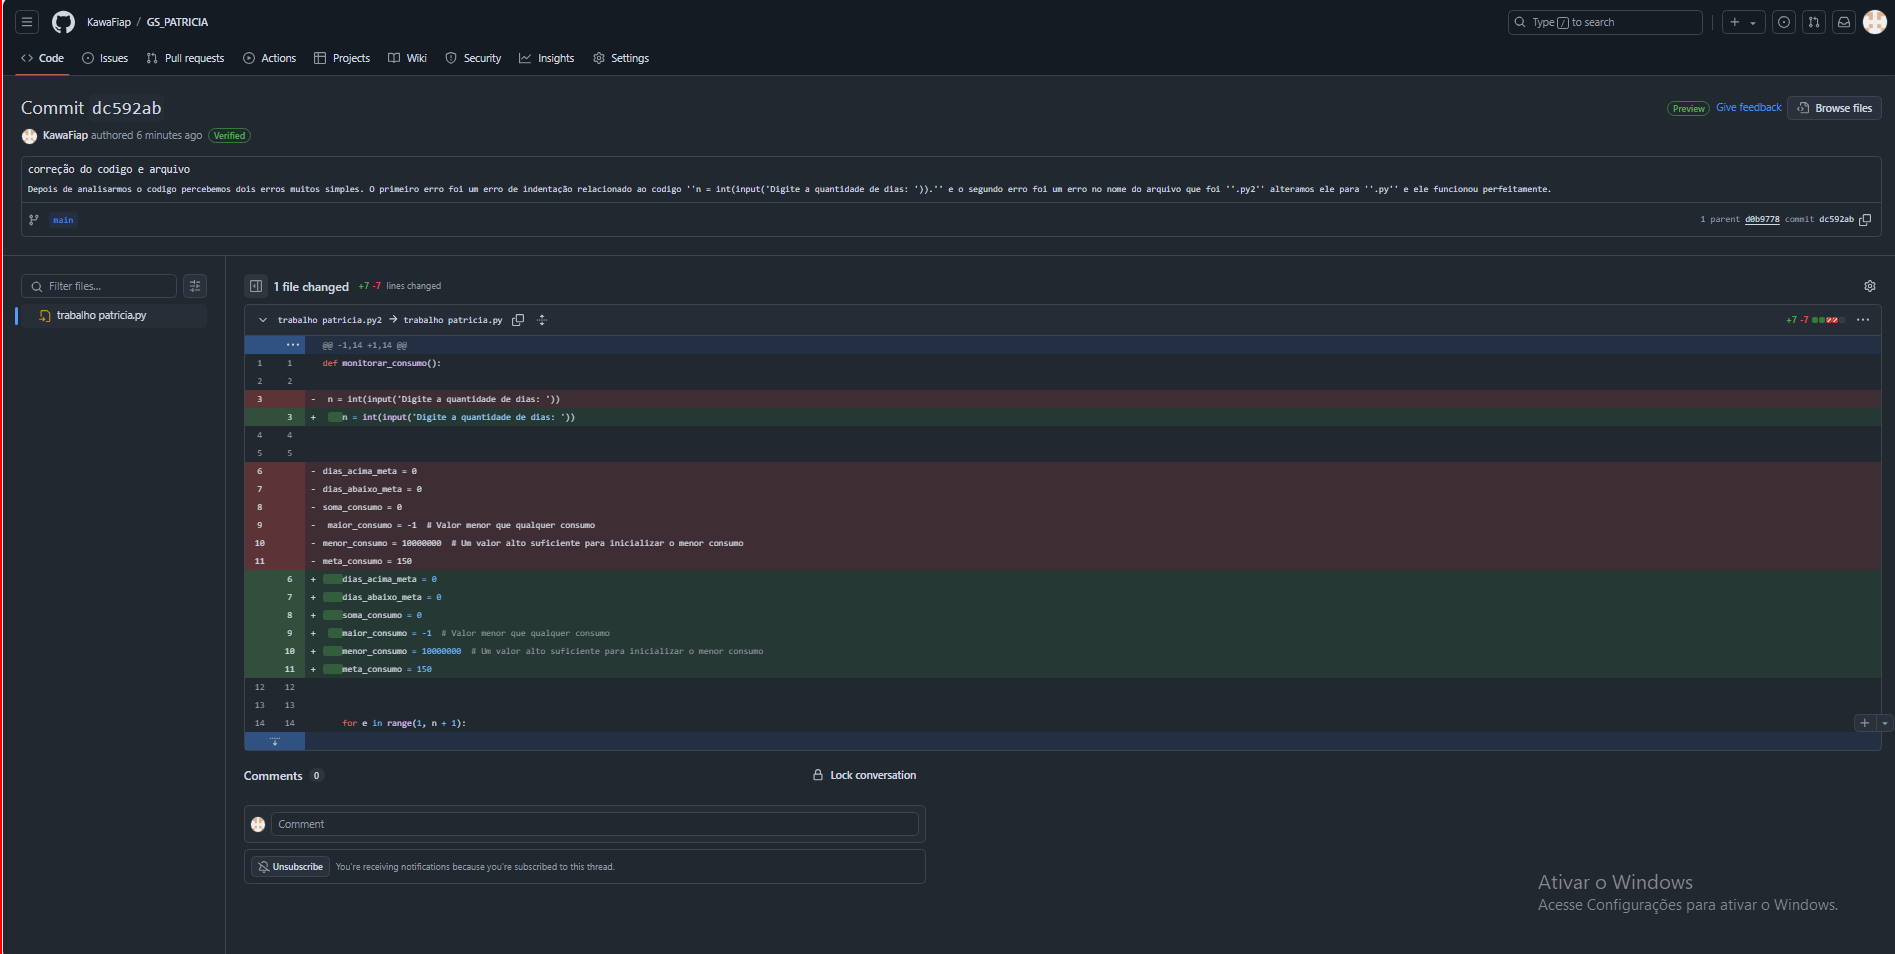 KawaFiap / GS_PATRICIA
Type / to search
Code
Issues
Pull requests
Actions
Projects
Wiki
Security
Insights
Settings
Commit dc592ab
Preview
Give feedback
Browse files
KawaFiap authored 6 minutes ago Verified
correção do codigo e arquivo
Depois de analisarmos o codigo percebemos dois erros muitos simples. O primeiro erro foi um erro de indentação relacionado ao codigo ''n = int(input('Digite a quantidade de dias: ')).'' e o segundo erro foi um erro no nome do arquivo que foi ''.py2'' alteramos ele para ''.py'' e ele funcionou perfeitamente.
main
1 parent d0b9778 commit dc592ab
Filter files...
trabalho patricia.py
1 file changed +7 -7 lines changed
trabalho patricia.py2 → trabalho patricia.py
+7 -7
@@ -1,14 +1,14 @@
1 1 def monitorar_consumo():
2 2
3 - n = int(input('Digite a quantidade de dias: '))
3 + n = int(input('Digite a quantidade de dias: '))
4 4
5 5
6 - dias_acima_meta = 0
7 - dias_abaixo_meta = 0
8 - soma_consumo = 0
9 - maior_consumo = -1 # Valor menor que qualquer consumo
10 - menor_consumo = 10000000 # Um valor alto suficiente para inicializar o menor consumo
11 - meta_consumo = 150
6 + dias_acima_meta = 0
7 + dias_abaixo_meta = 0
8 + soma_consumo = 0
9 + maior_consumo = -1 # Valor menor que qualquer consumo
10 + menor_consumo = 10000000 # Um valor alto suficiente para inicializar o menor consumo
11 + meta_consumo = 150
12 12
13 13
14 14 for e in range(1, n + 1):
Comments 0
Lock conversation
Comment
Unsubscribe You're receiving notifications because you're subscribed to this thread.
Ativar o Windows
Acesse Configurações para ativar o Windows.